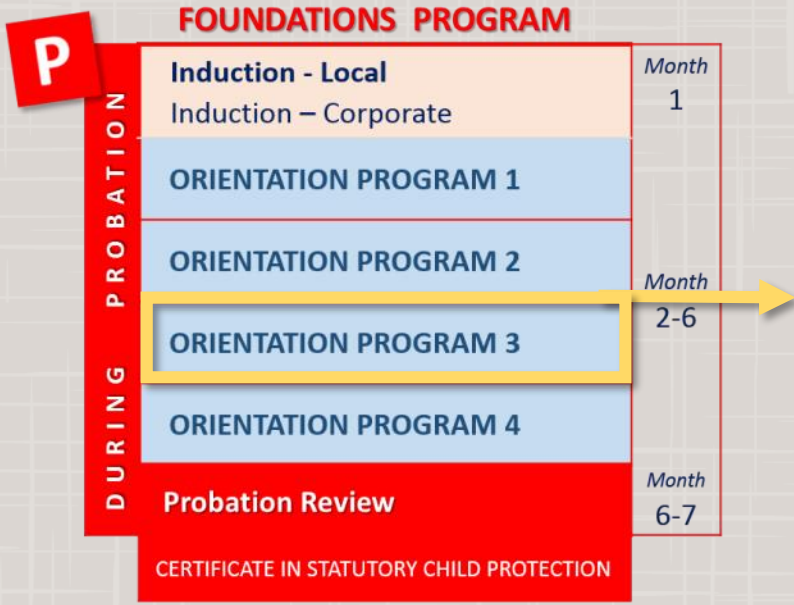 FOUNDATIONS PROGRAM
P
DURING PROBATION
Induction - Local
Induction – Corporate
Month
1
ORIENTATION PROGRAM 1
ORIENTATION PROGRAM 2
Month
2-6
ORIENTATION PROGRAM 3
ORIENTATION PROGRAM 4
Probation Review
Month
6-7
CERTIFICATE IN STATUTORY CHILD PROTECTION